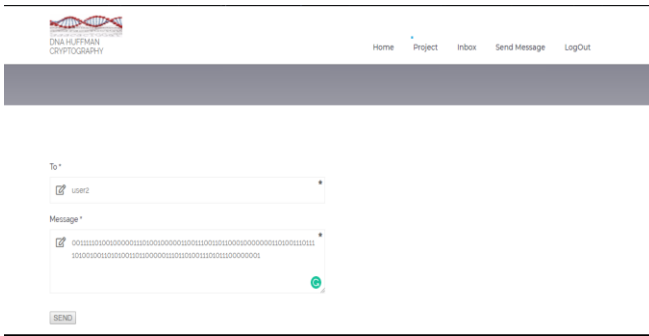 DNA HUFFMAN
CRYPTOGRAPHY
Home Project Inbox Send Message LogOut
To *
user2
Message *
SEND